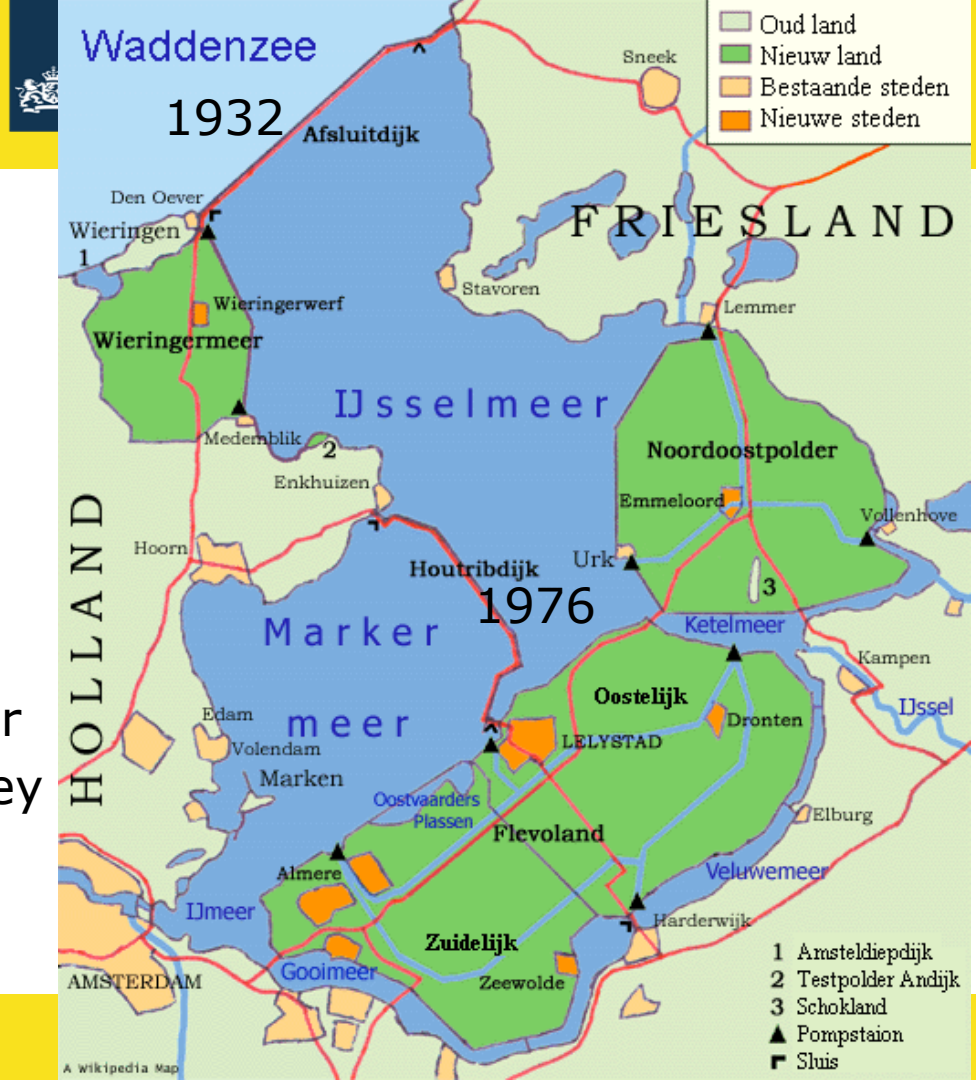 Waddenzee
1932
Afsluitdijk
Oud land
Nieuw land
Bestaande steden
Nieuwe steden
Sneek
Den Oever
Wieringen
1
FRIESLAND
Stavoren
Wieringerwerf
Wieringermeer
Lemmer
IJsselmeer
Medemblik
2
Enkhuizen
Noordoostpolder
Emmeloord
Vollenhove
HOLLAND
Hoorn
Houtribdijk
1976
Urk
3
Ketelmeer
Marker
meer
Kampen
IJssel
Oostelijk
Dronten
LELYSTAD
r
ey
Edam
Volendam
Marken
Oostvaarders
Plassen
Flevoland
Elburg
Almere
Veluwemeer
IJmeer
Harderwijk
Zuidelijk
Gooimeer
Zeewolde
AMSTERDAM
1 Amsteldiepdijk
2 Testpolder Andijk
3 Schokland
Pompstaion
Sluis
A Wikipedia Map